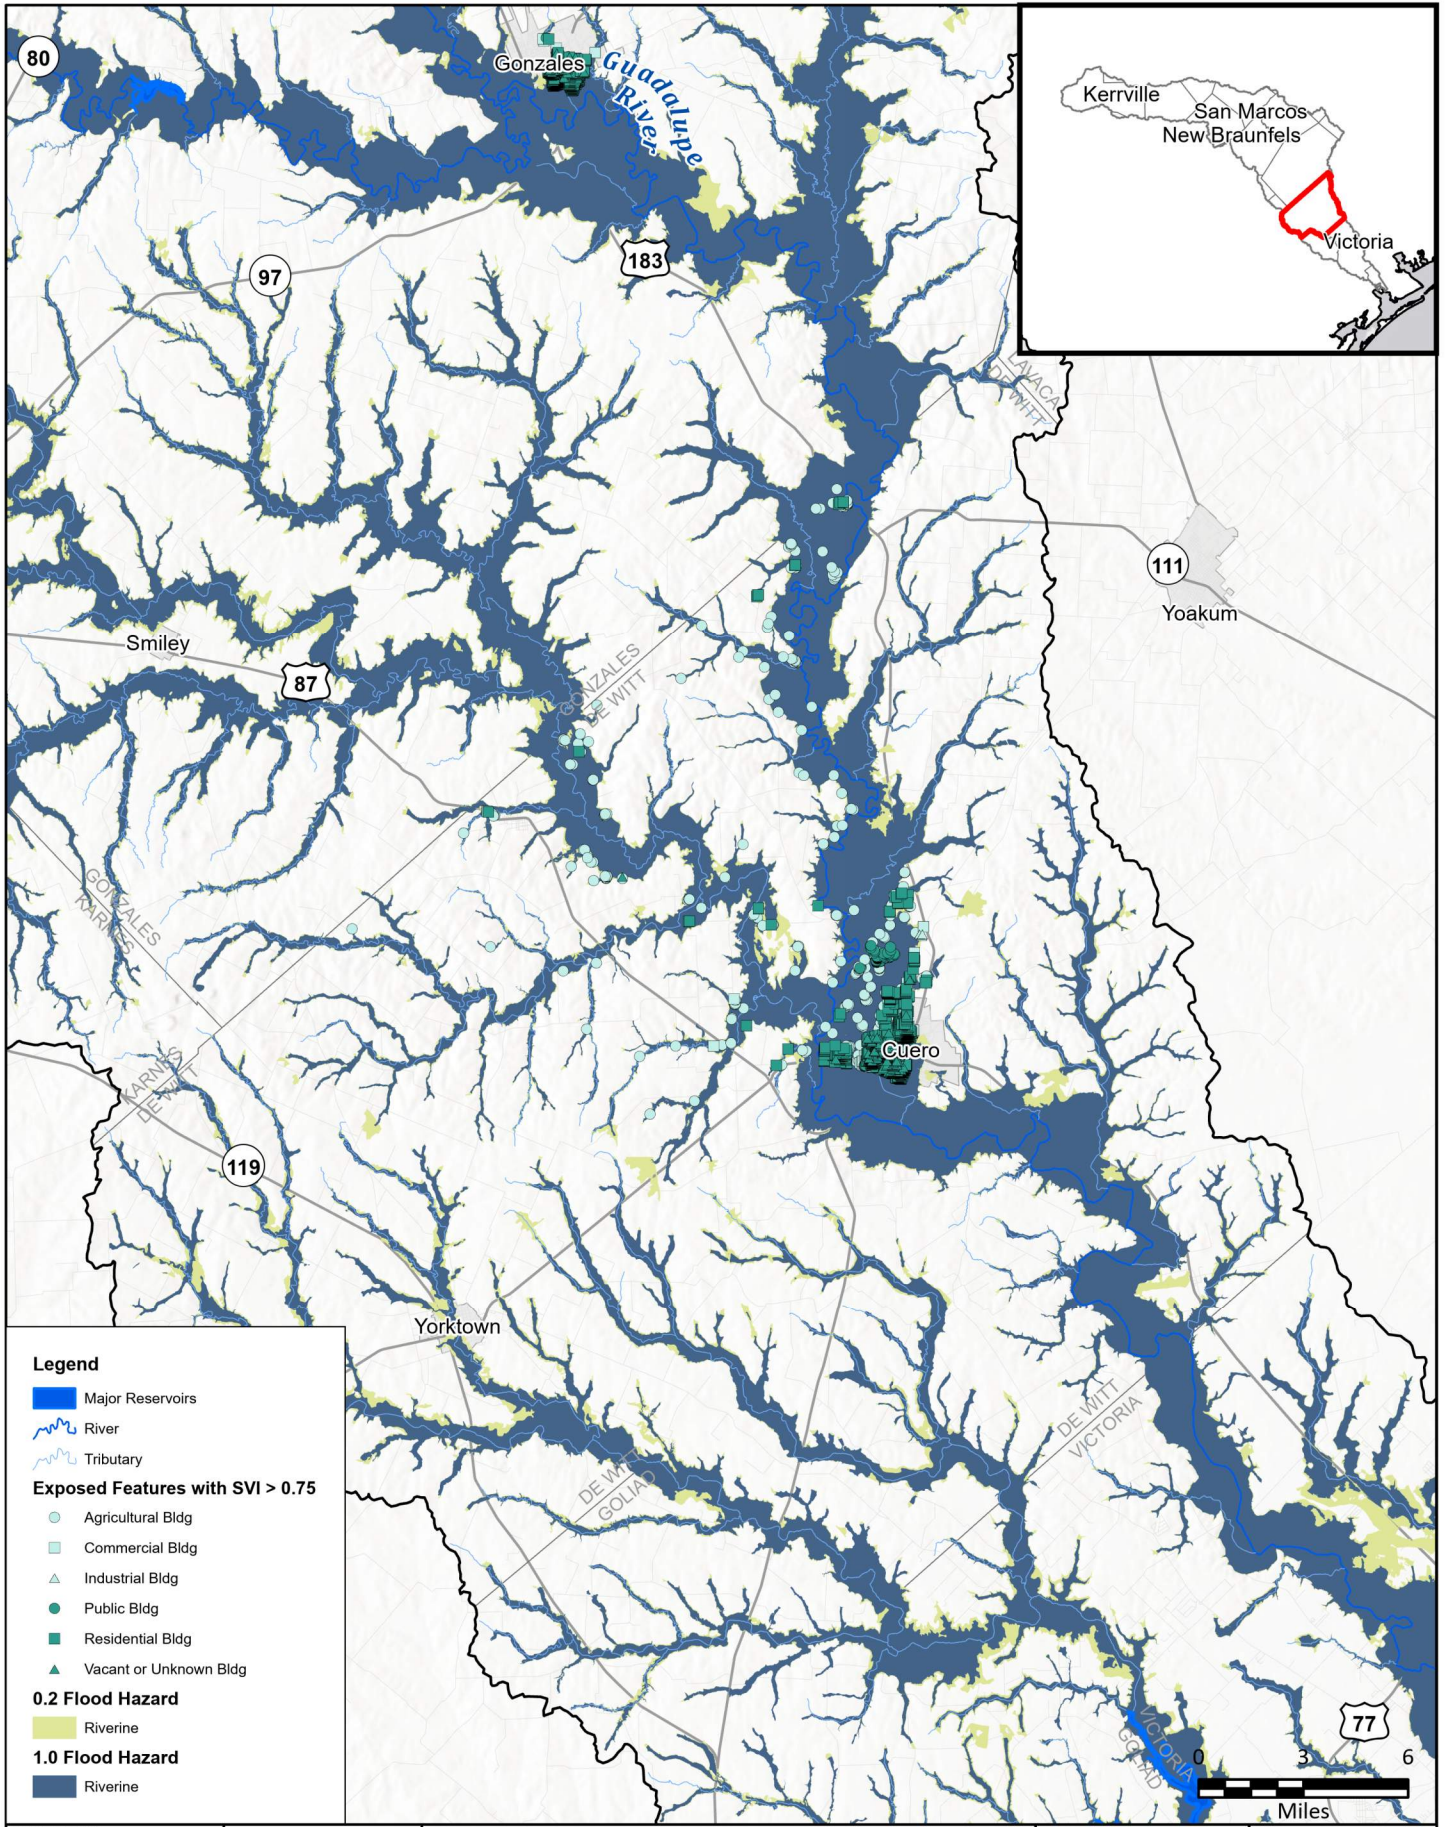 80
Gonzales
Guadalupe
River
Kerrville
San Marcos
New Braunfels
Victoria
97
183
LAVACA
DE WITT
111
Yoakum
Smiley
87
GONZALES
DE WITT
GONZALES
KARNES
Cuero
KARNES
DE WITT
119
Yorktown
DE WITT
VICTORIA
DE WITT
GOLIAD
Legend
Major Reservoirs
River
Tributary
Exposed Features with SVI > 0.75
Agricultural Bldg
Commercial Bldg
Industrial Bldg
Public Bldg
Residential Bldg
Vacant or Unknown Bldg
0.2 Flood Hazard
Riverine
1.0 Flood Hazard
Riverine
VICTORIA
GOLIAD
77
0 3 6
Miles